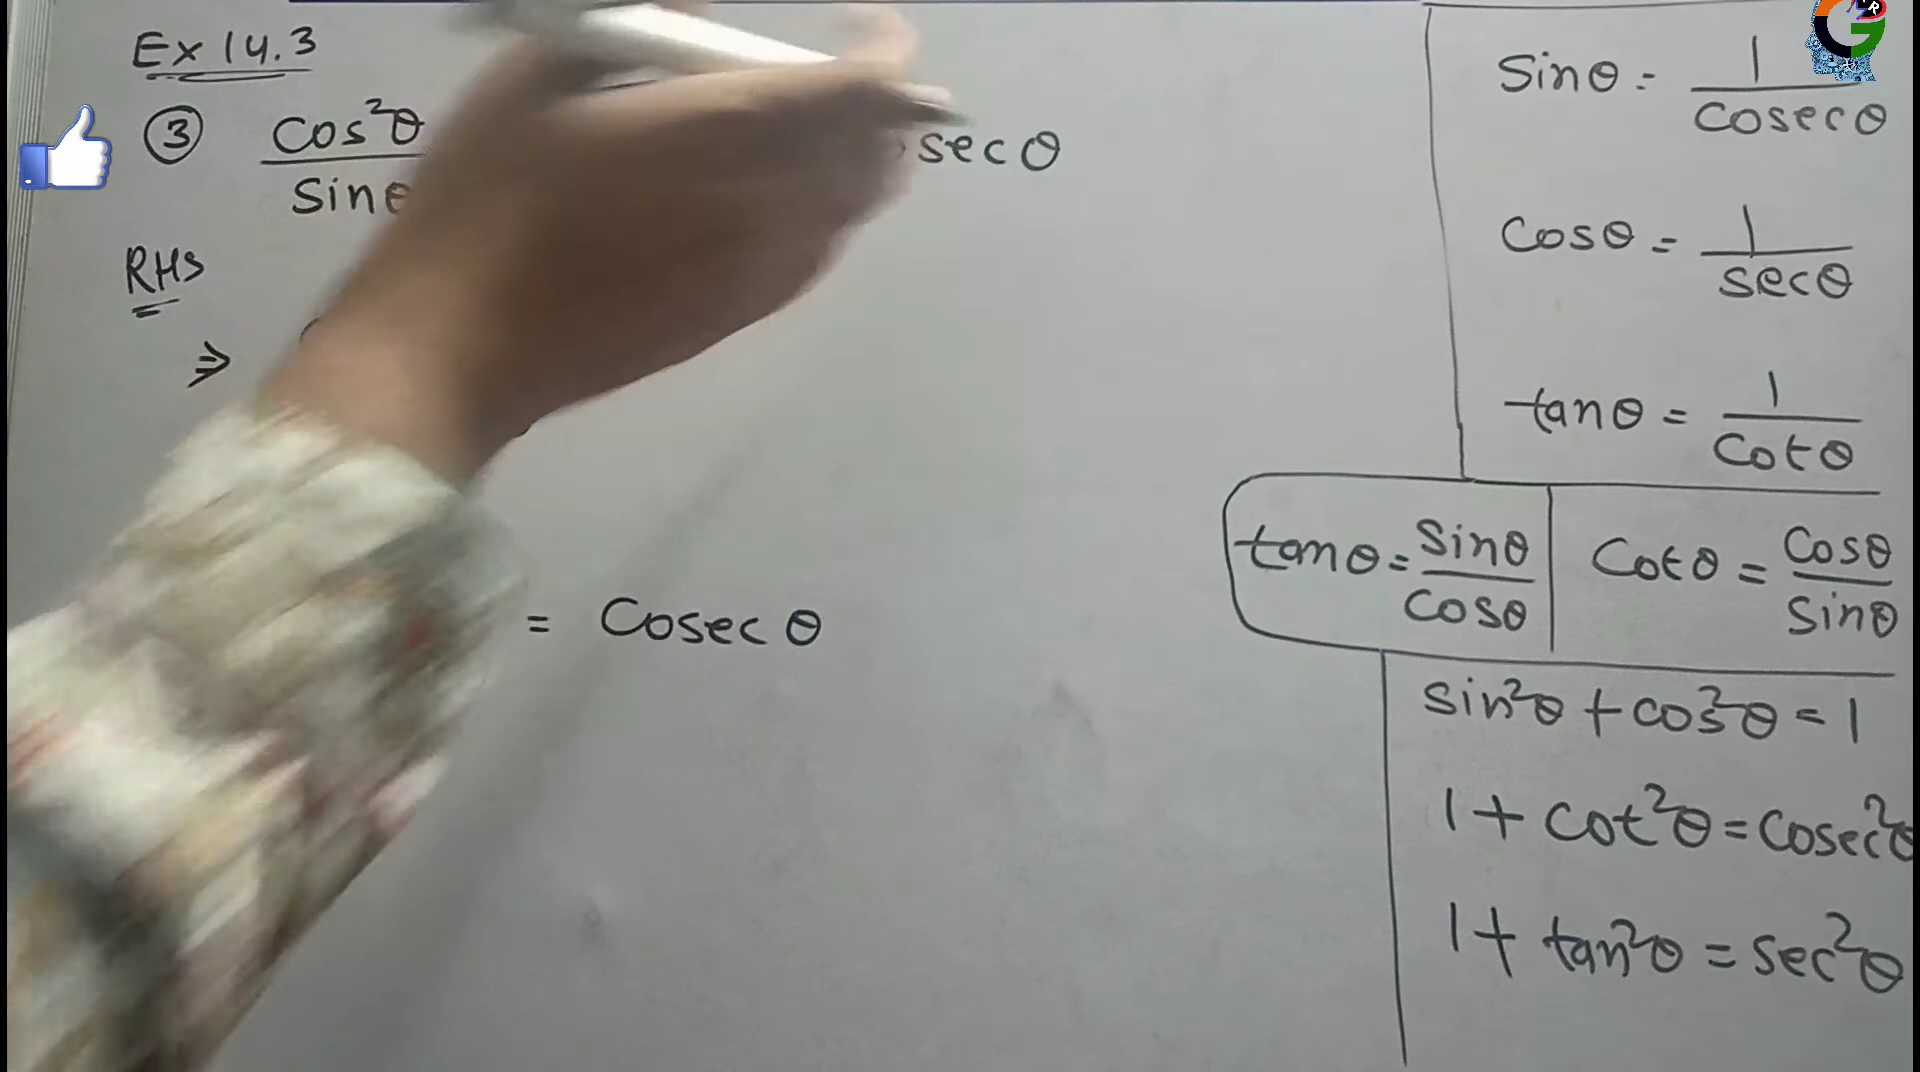 Ex 14.3
③ cos²θ
sinθ
secθ
RHS
⇒
= Cosec θ
Sinθ = 1/cosecθ
Cosθ = 1/secθ
tanθ = 1/cotθ
tanθ = sinθ/cosθ | Cotθ = cosθ/sinθ
sin²θ + cos²θ = 1
1 + cot²θ = cosec²θ
1 + tan²θ = sec²θ